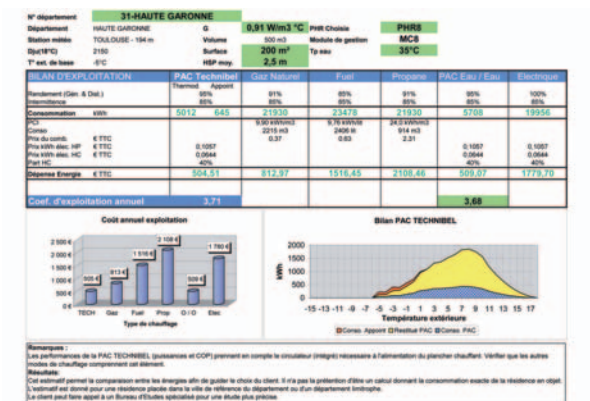 N° département 31-HAUTE GARONNE
Département HAUTE GARONNE G 0,91 W/m3 °C PHR Choisie PHR8
Station météo TOULOUSE - 194 m Volume 500 m3 Module de gestion MC8
Dju(18°C) 2150 Surface 200 m² Tp eau 35°C
T° ext. de base -5°C HSP moy. 2,5 m
BILAN D'EXPLOITATION PAC Technibel Gaz Naturel Fuel Propane PAC Eau / Eau Electrique
Thermod. Appoint
Rendement (Gén. & Dist.) 95% 91% 85% 91% 95% 100%
Intermittence 85% 85% 85% 85% 85% 85%
Consommation kWh 5012 645 21930 23478 21930 5708 19956
PCI 9,90 kWh/m3 9,76 kWh/lit 24,0 kWh/m3
Conso 2215 m3 2406 lit 914 m3
Prix du comb. € TTC 0.37 0.63 2.31
Prix kWh élec. HP € TTC 0,1057 0,1057 0,1057
Prix kWh élec. HC € TTC 0,0644 0,0644 0,0644
Part HC 40% 40% 40%
Dépense Energie € TTC 504,51 812,97 1516,45 2108,46 509,07 1779,70
Coef. d'exploitation annuel 3,71 3,68
Coût annuel exploitation
2 500 €
2 000 €
1 500 €
1 000 €
500 €
0 €
505 € 813 € 1 516 € 2 108 € 509 € 1 780 €
TECH Gaz Fuel Prop O / O Elec
Type de chauffage
Bilan PAC TECHNIBEL
kWh
2000
1500
1000
500
0
-15 -13 -11 -9 -7 -5 -3 -1 1 3 5 7 9 11 13 15 17
Température extérieure
Conso Appoint Restitué PAC Conso PAC
Remarques :
Les performances de la PAC TECHNIBEL (puissances et COP) prennent en compte le circulateur (intégré) nécessaire à l'alimentation du plancher chauffant. Vérifier que les autres
modes de chauffage comprennent cet élément.
Résultats:
Cet estimatif permet la comparaison entre les énergies afin de guider le choix du client. Il n'a pas la prétention d'être un calcul donnant la consommation exacte de la résidence en objet.
L'estimatif est donné pour une résidence placée dans la ville de référence du département ou d'un département limitrophe.
Le client peut faire appel à un Bureau d'Etudes spécialisé pour une étude plus précise.